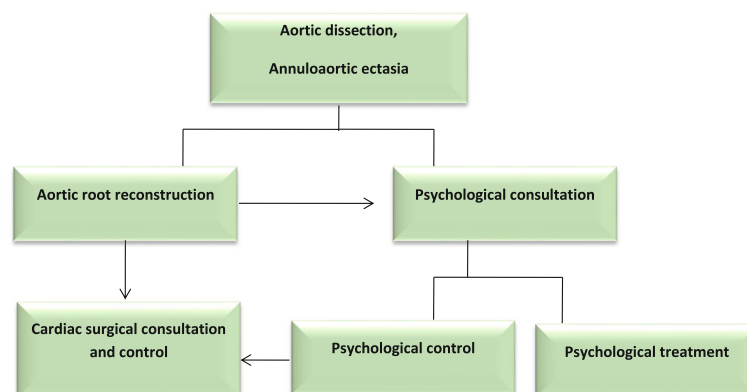 Aortic dissection,
Annuloaortic ectasia
Aortic root reconstruction
Psychological consultation
Cardiac surgical consultation
and control
Psychological control
Psychological treatment